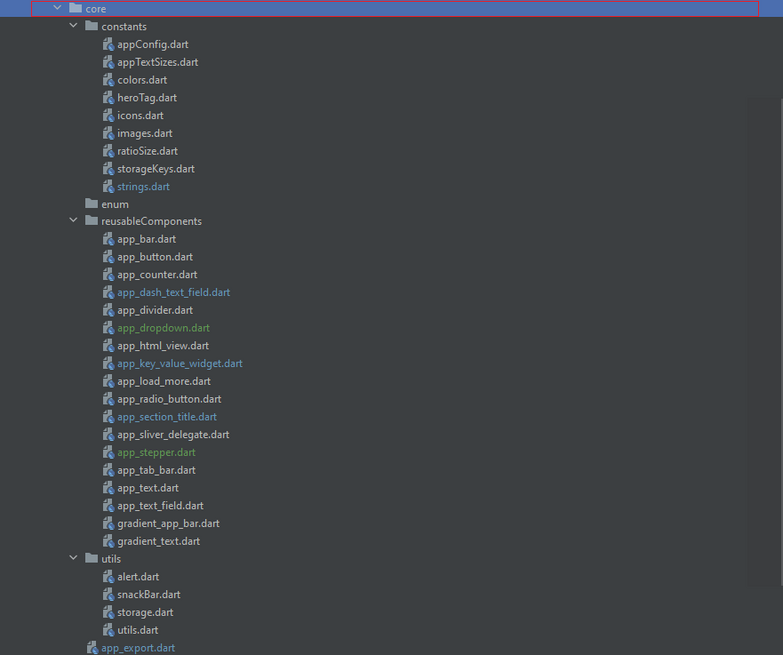 core
constants
appConfig.dart
appTextSizes.dart
colors.dart
heroTag.dart
icons.dart
images.dart
ratioSize.dart
storageKeys.dart
strings.dart
enum
reusableComponents
app_bar.dart
app_button.dart
app_counter.dart
app_dash_text_field.dart
app_divider.dart
app_dropdown.dart
app_html_view.dart
app_key_value_widget.dart
app_load_more.dart
app_radio_button.dart
app_section_title.dart
app_sliver_delegate.dart
app_stepper.dart
app_tab_bar.dart
app_text.dart
app_text_field.dart
gradient_app_bar.dart
gradient_text.dart
utils
alert.dart
snackBar.dart
storage.dart
utils.dart
app_export.dart